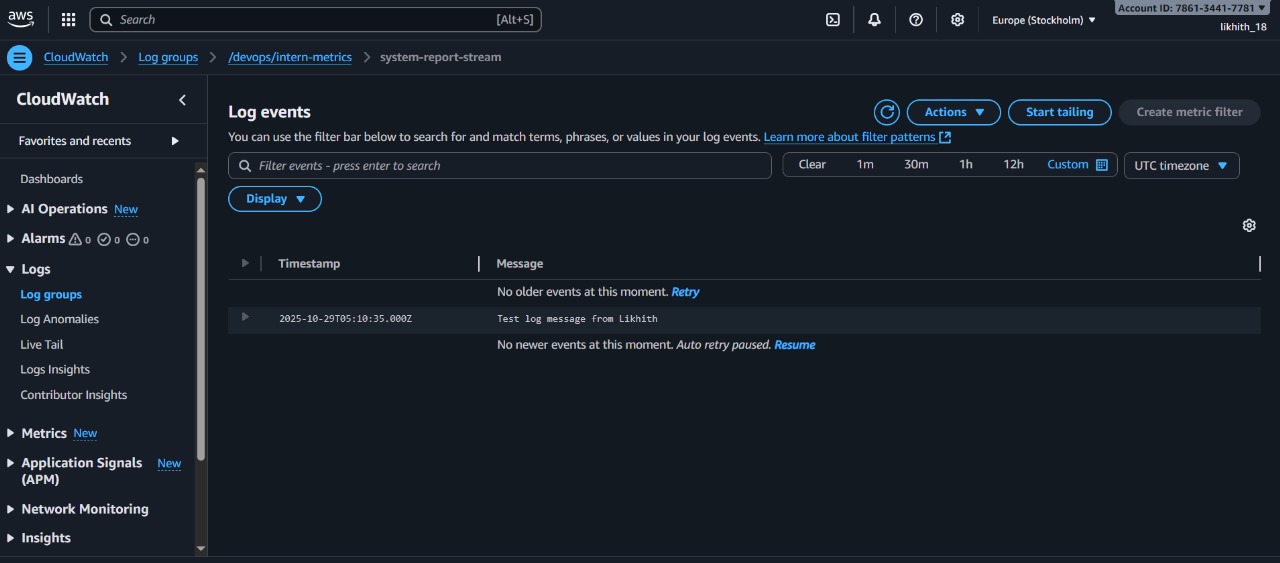 aws
Search [Alt+S]
Europe (Stockholm)
Account ID: 7861-3441-7781
likhith_18
CloudWatch
Log groups
/devops/intern-metrics
system-report-stream
CloudWatch
Favorites and recents
Dashboards
AI Operations New
Alarms 0 0 0
Logs
Log groups
Log Anomalies
Live Tail
Logs Insights
Contributor Insights
Metrics New
Application Signals New
(APM)
Network Monitoring
Insights
Log events
Actions
Start tailing
Create metric filter
You can use the filter bar below to search for and match terms, phrases, or values in your log events. Learn more about filter patterns
Filter events - press enter to search
Clear 1m 30m 1h 12h Custom
UTC timezone
Display
Timestamp Message
No older events at this moment. Retry
2025-10-29T05:10:35.000Z Test log message from Likhith
No newer events at this moment. Auto retry paused. Resume